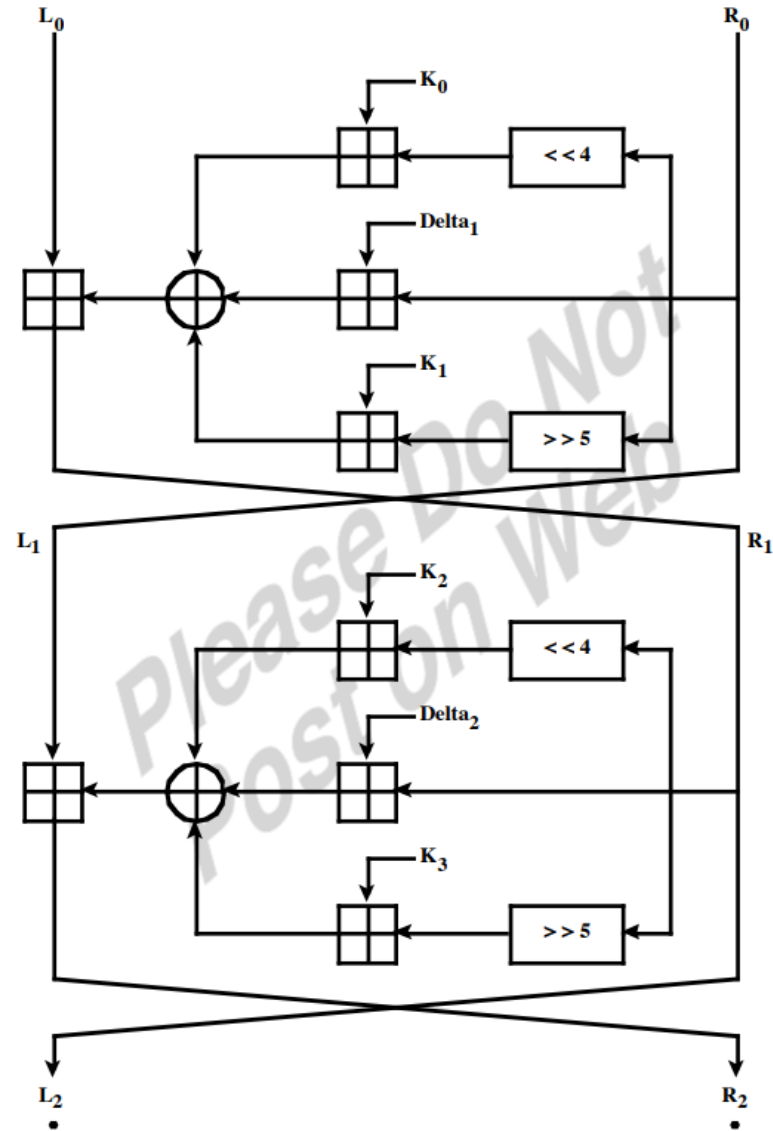 L0 R0
K0
< < 4
Delta1
K1
> > 5
L1 R1
K2
< < 4
Delta2
K3
> > 5
L2 R2
Please Do Not
Post on Web